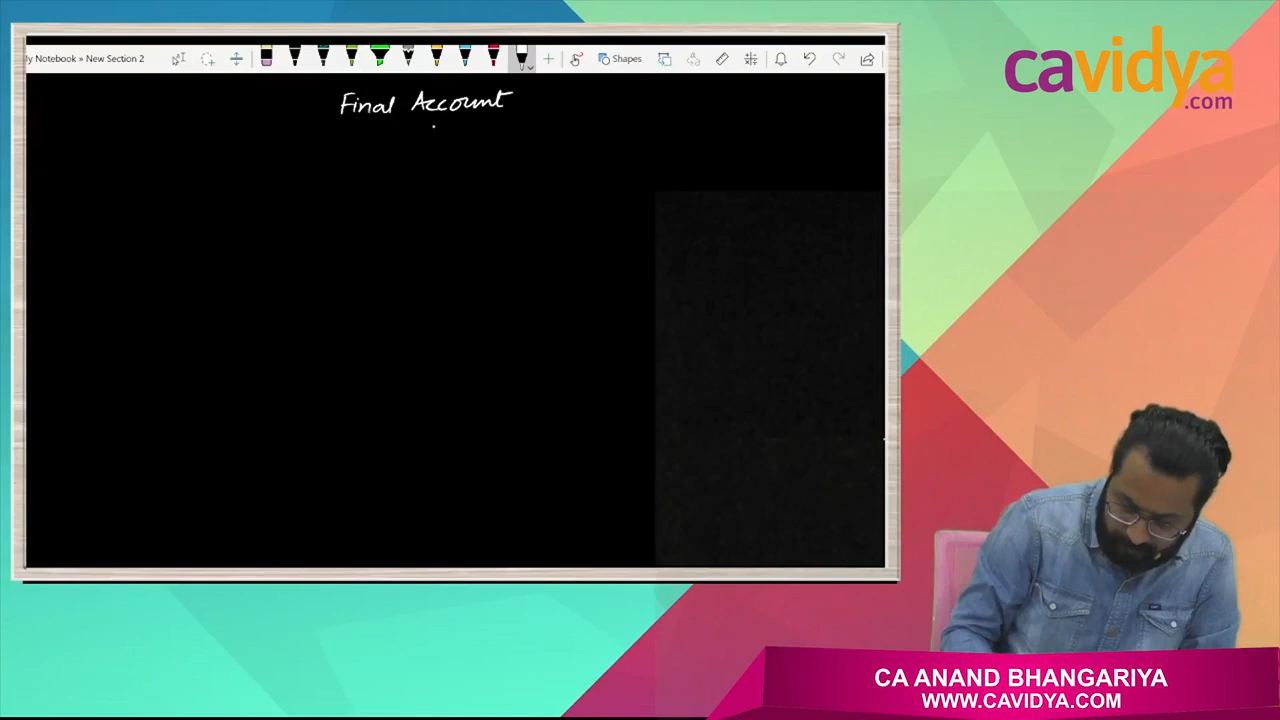 y Notebook » New Section 2
Shapes
Final Account
cavidya
.com
CA ANAND BHANGARIYA
WWW.CAVIDYA.COM